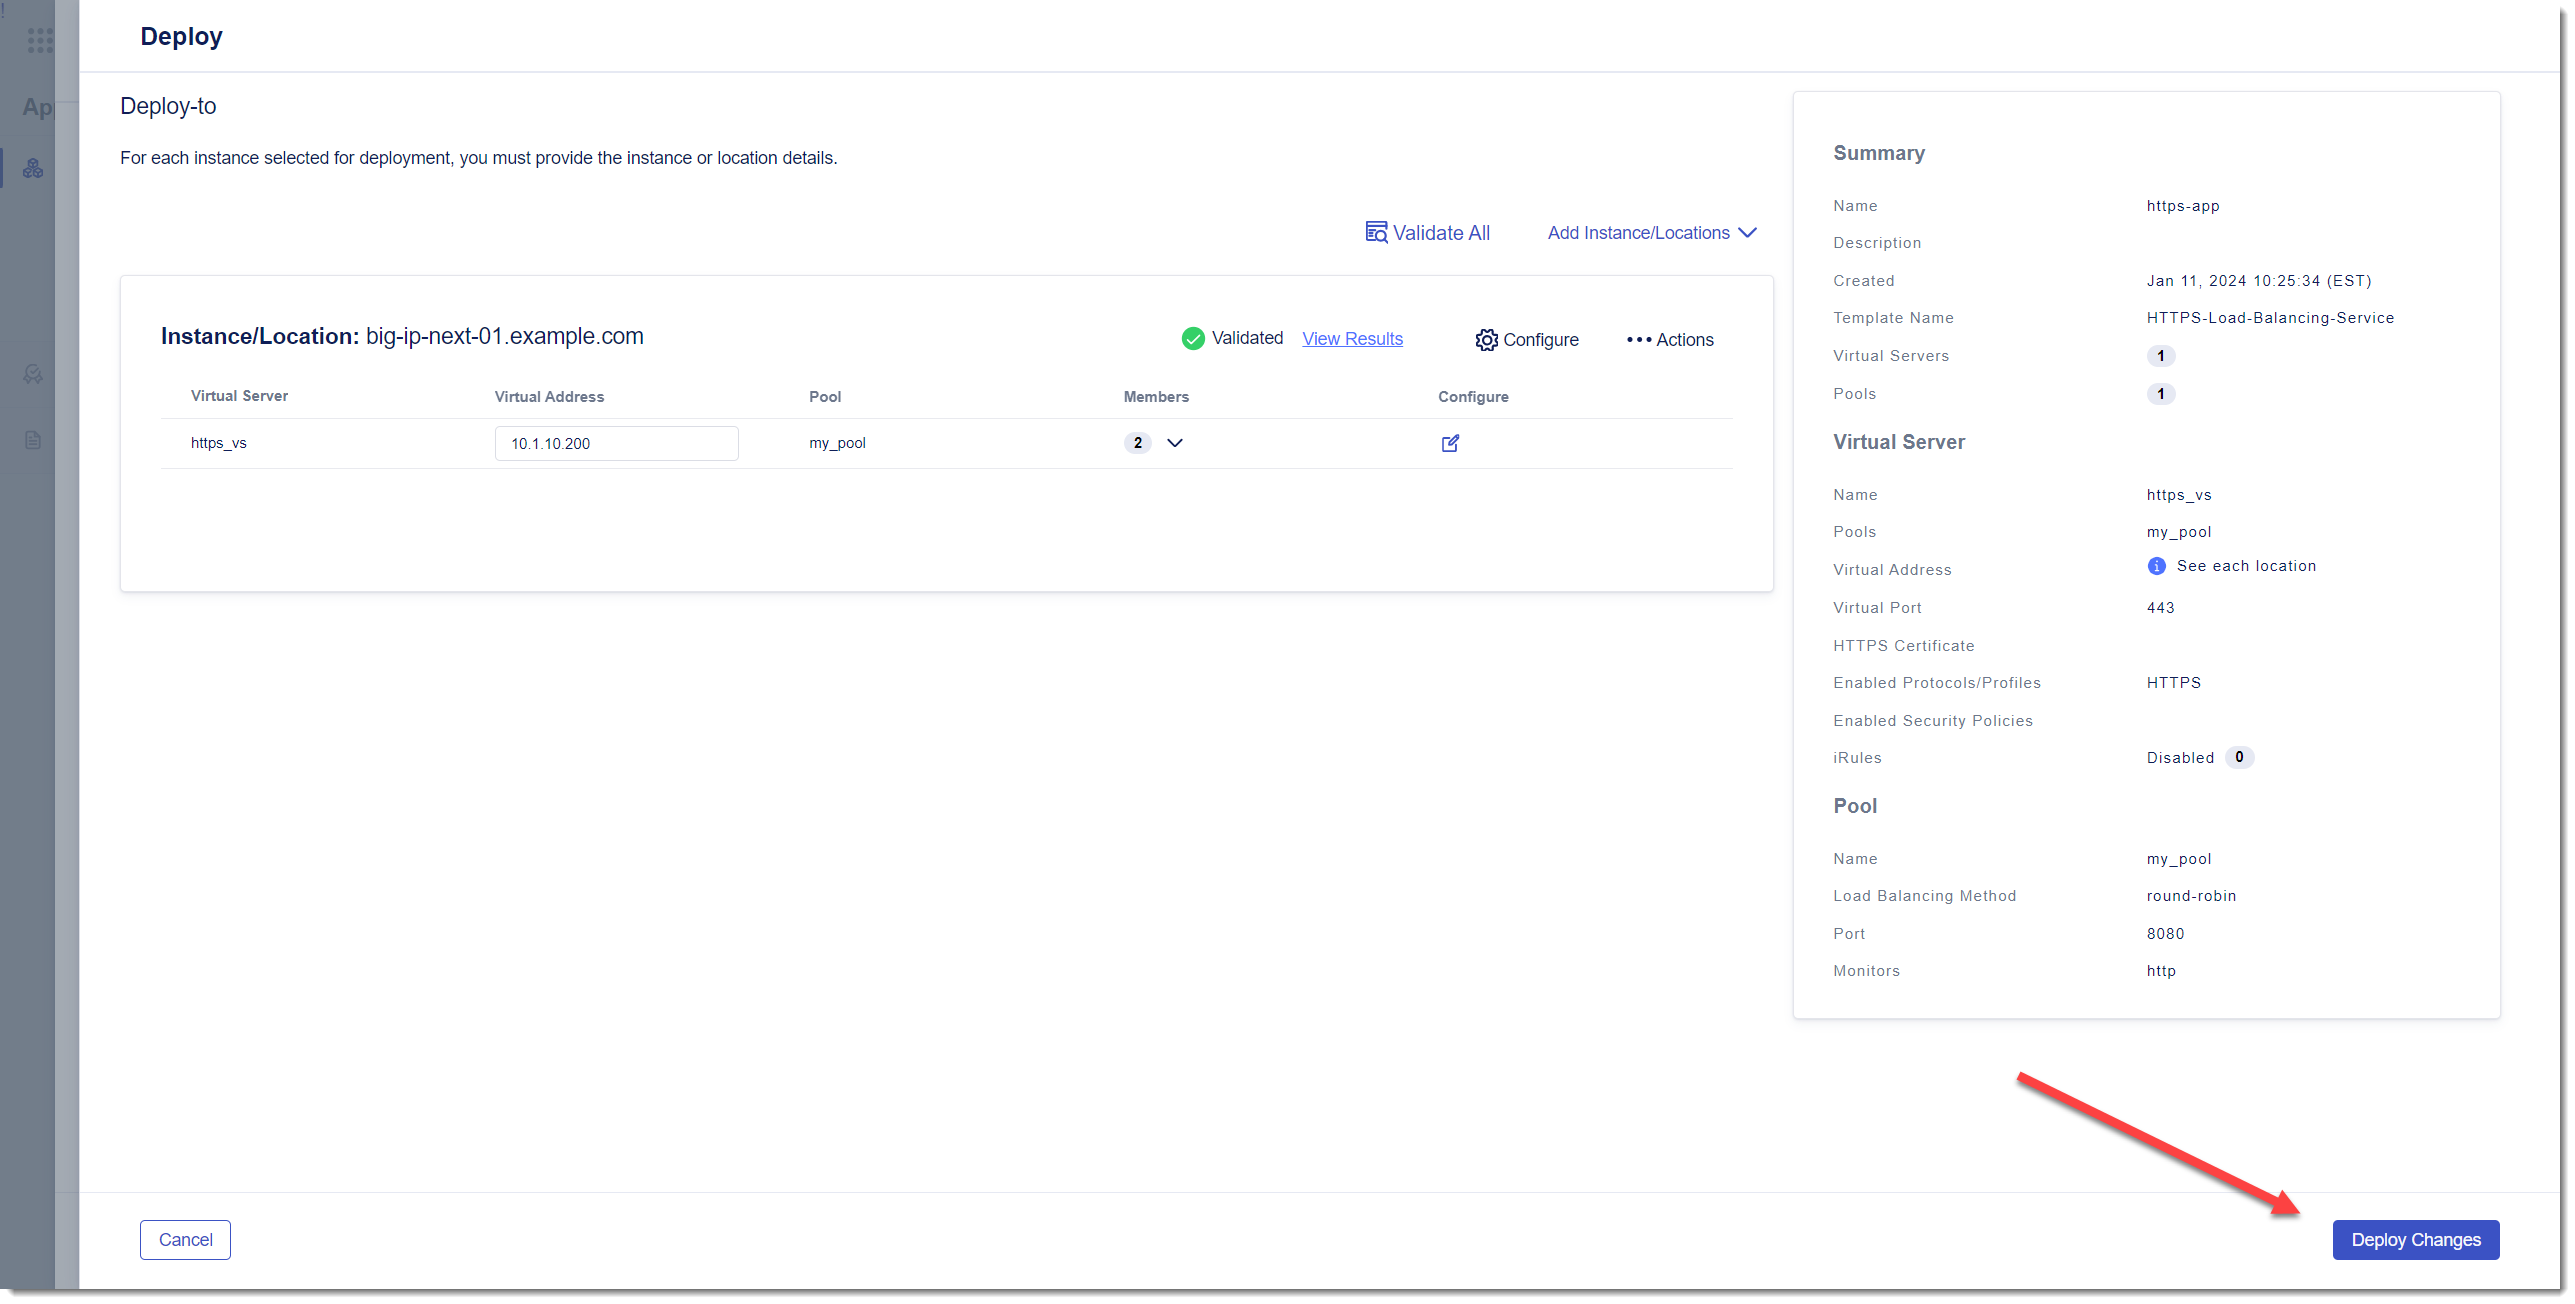 !
Deploy
App
Deploy-to
For each instance selected for deployment, you must provide the instance or location details.
Validate All
Add Instance/Locations
Instance/Location: big-ip-next-01.example.com
Validated
View Results
Configure
Actions
Virtual Server
Virtual Address
Pool
Members
Configure
https_vs
10.1.10.200
my_pool
2
Summary
Name
https-app
Description
Created
Jan 11, 2024 10:25:34 (EST)
Template Name
HTTPS-Load-Balancing-Service
Virtual Servers
1
Pools
1
Virtual Server
Name
https_vs
Pools
my_pool
Virtual Address
See each location
Virtual Port
443
HTTPS Certificate
Enabled Protocols/Profiles
HTTPS
Enabled Security Policies
iRules
Disabled 0
Pool
Name
my_pool
Load Balancing Method
round-robin
Port
8080
Monitors
http
Cancel
Deploy Changes